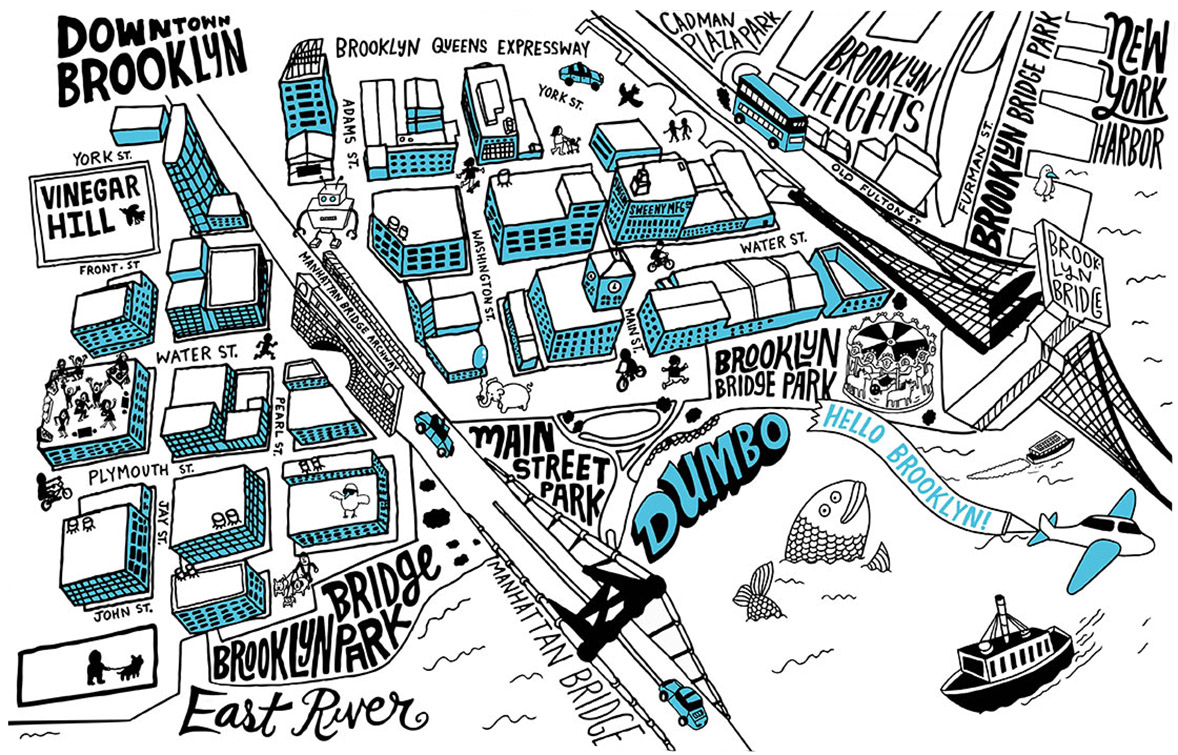 DOWNTOWN
BROOKLYN
BROOKLYN QUEENS EXPRESSWAY
CADMAN
PLAZA PARK
BROOKLYN
HEIGHTS
FURMAN ST.
BROOKLYN BRIDGE PARK
NEW
YORK
HARBOR
YORK ST.
ADAMS ST.
YORK ST.
VINEGAR
HILL
OLD FULTON ST.
SWEENY MFG
FRONT ST
MANHATTAN BRIDGE ARCHWAY
WASHINGTON ST.
WATER ST.
BROOK
LYN
BRIDGE
MAIN ST.
WATER ST.
BROOKLYN
BRIDGE PARK
PEARL ST.
HELLO BROOKLYN!
MAIN
STREET
PARK
DUMBO
PLYMOUTH ST.
JAY ST.
JOHN ST.
BROOKLYN BRIDGE
PARK
MANHATTAN BRIDGE
East River